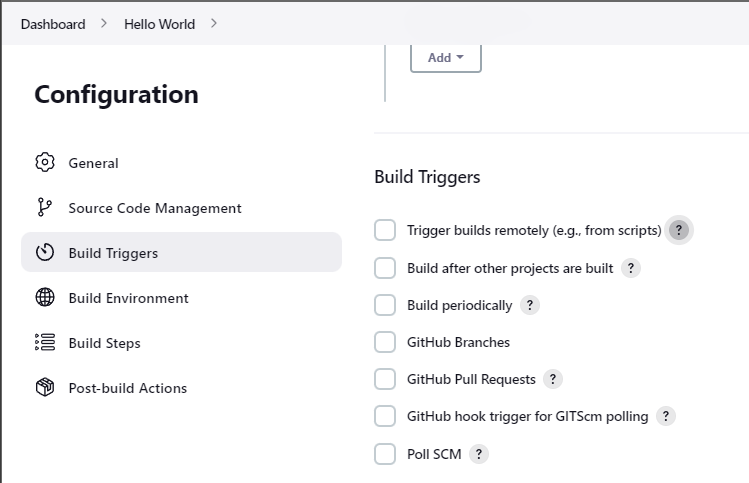 Dashboard > Hello World >
Add
Configuration
General
Source Code Management
Build Triggers
Build Environment
Build Steps
Post-build Actions
Build Triggers
Trigger builds remotely (e.g., from scripts) ?
Build after other projects are built ?
Build periodically ?
GitHub Branches
GitHub Pull Requests ?
GitHub hook trigger for GITScm polling ?
Poll SCM ?